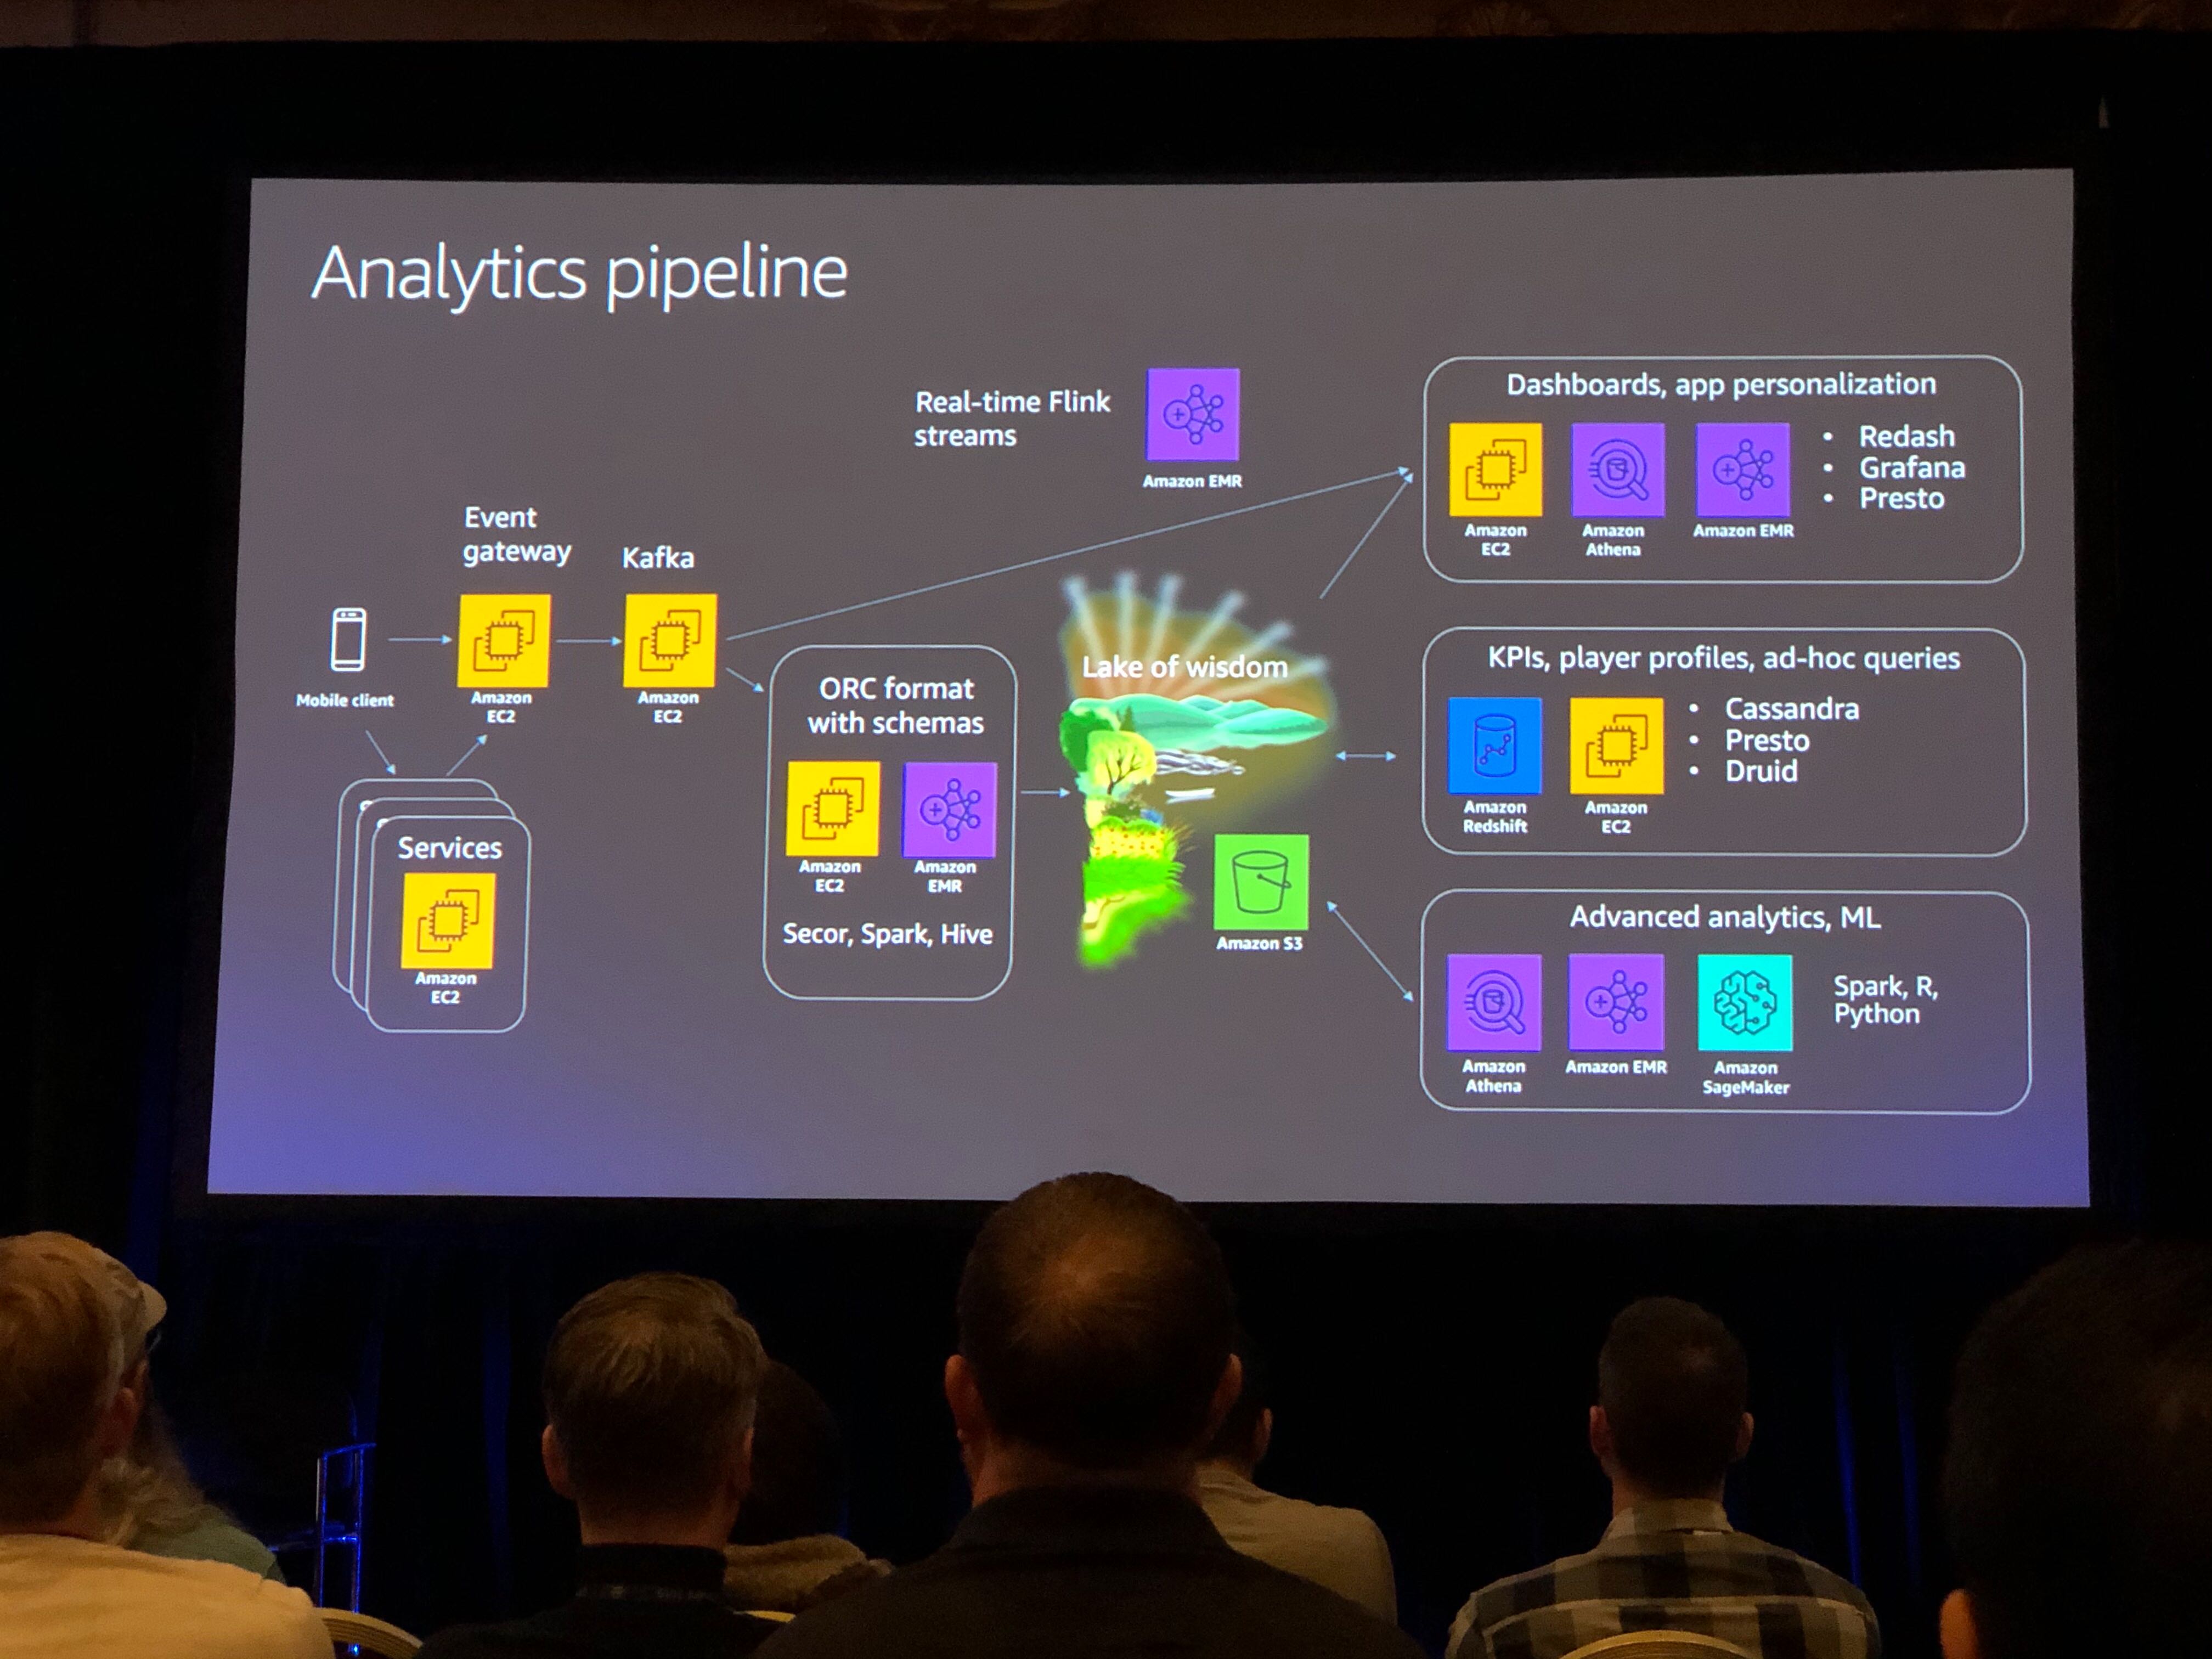 Analytics pipeline
Real-time Flink
streams
Amazon EMR
Event
gateway
Kafka
Mobile client
Amazon
EC2
Amazon
EC2
Services
Amazon
EC2
ORC format
with schemas
Amazon
EC2
Amazon
EMR
Secor, Spark, Hive
Lake of wisdom
Amazon S3
Dashboards, app personalization
Amazon
EC2
Amazon
Athena
Amazon EMR
• Redash
• Grafana
• Presto
KPIs, player profiles, ad-hoc queries
Amazon
Redshift
Amazon
EC2
• Cassandra
• Presto
• Druid
Advanced analytics, ML
Amazon
Athena
Amazon EMR
Amazon
SageMaker
Spark, R,
Python